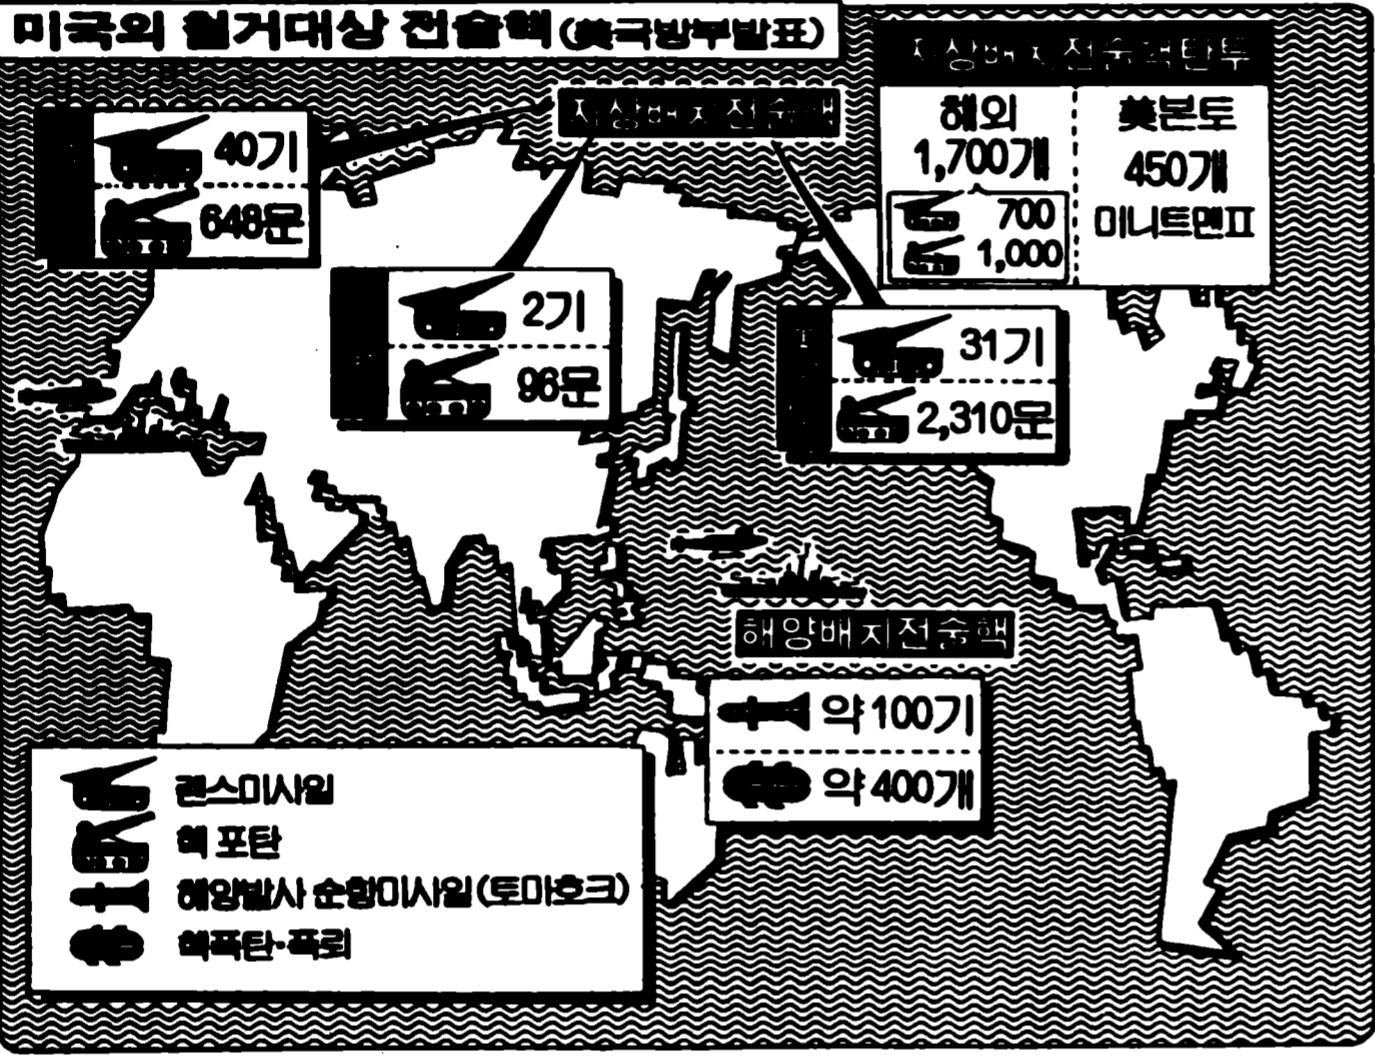 미국의 철거대상 전술핵 (美국방부발표)
지상배치전술핵탄두
지상배치전술핵
해외
1,700개
700
1,000
美본토
450개
미니트맨Ⅱ
40기
648문
2기
96문
31기
2,310문
해양배치전술핵
약 100기
약 400개
랜스미사일
핵 포탄
해양발사 순항미사일 (토마호크)
핵폭탄·폭뢰